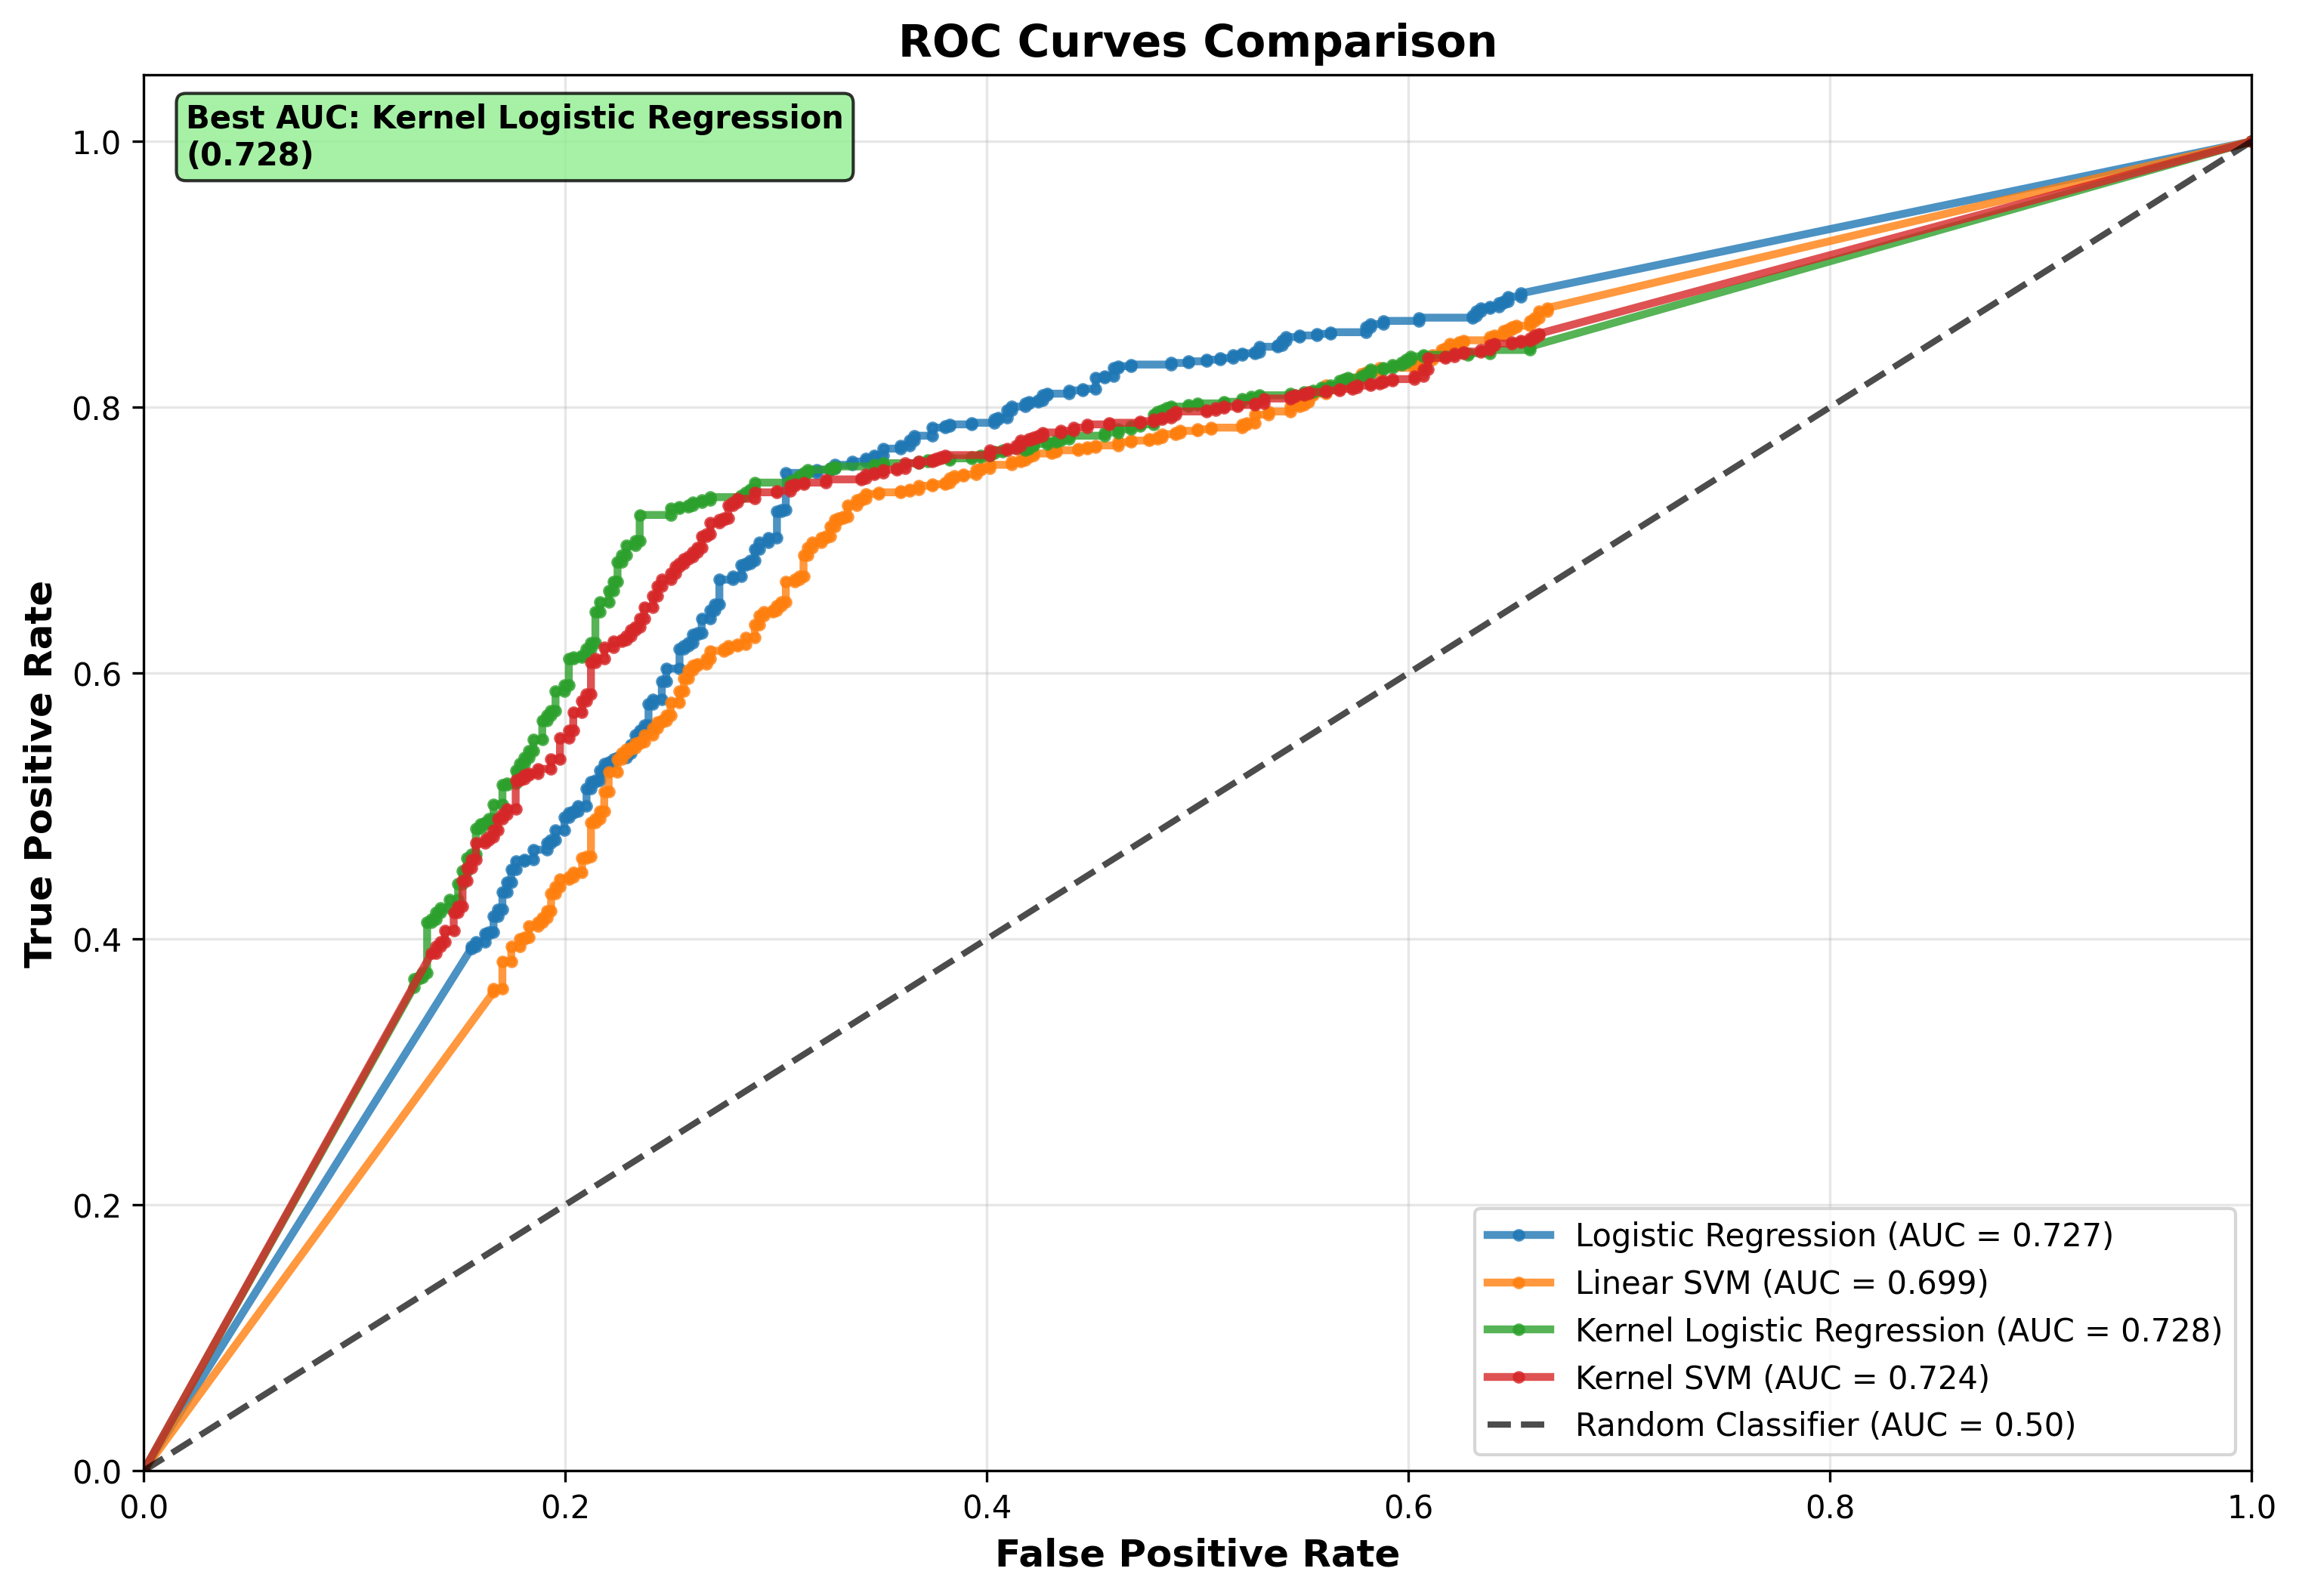 ROC Curves Comparison
Best AUC: Kernel Logistic Regression
(0.728)
True Positive Rate
1.0
0.8
0.6
0.4
0.2
0.0
0.0
0.2
0.4
0.6
0.8
1.0
False Positive Rate
Logistic Regression (AUC = 0.727)
Linear SVM (AUC = 0.699)
Kernel Logistic Regression (AUC = 0.728)
Kernel SVM (AUC = 0.724)
Random Classifier (AUC = 0.50)